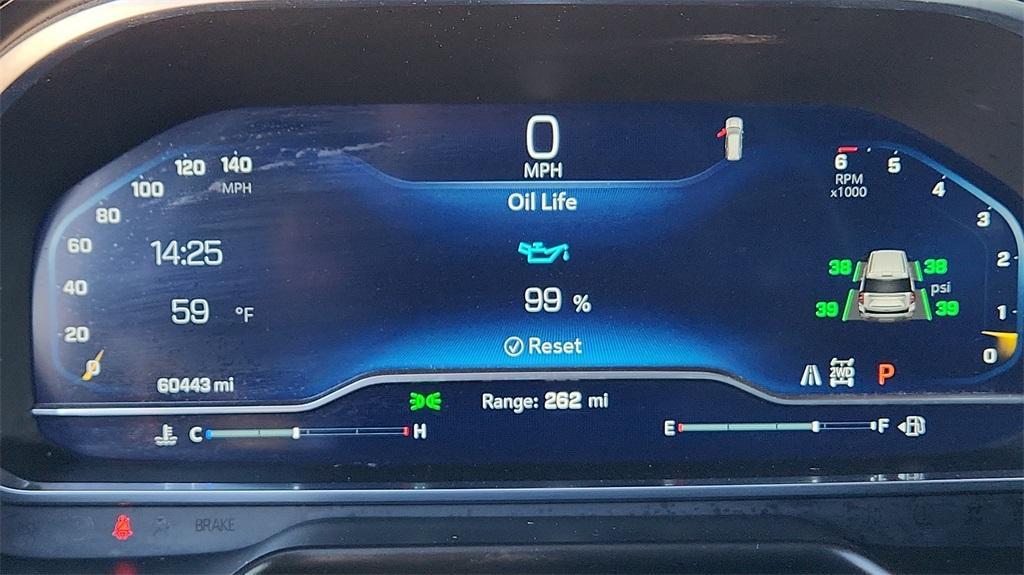 0
MPH
Oil Life
99 %
Reset
140
120
100
80
60
40
20
0
MPH
14:25
59 °F
60443 mi
6
5
4
3
2
1
0
RPM
x1000
38 38
psi
39 39
2WD
P
Range: 262 mi
C H
E F
BRAKE